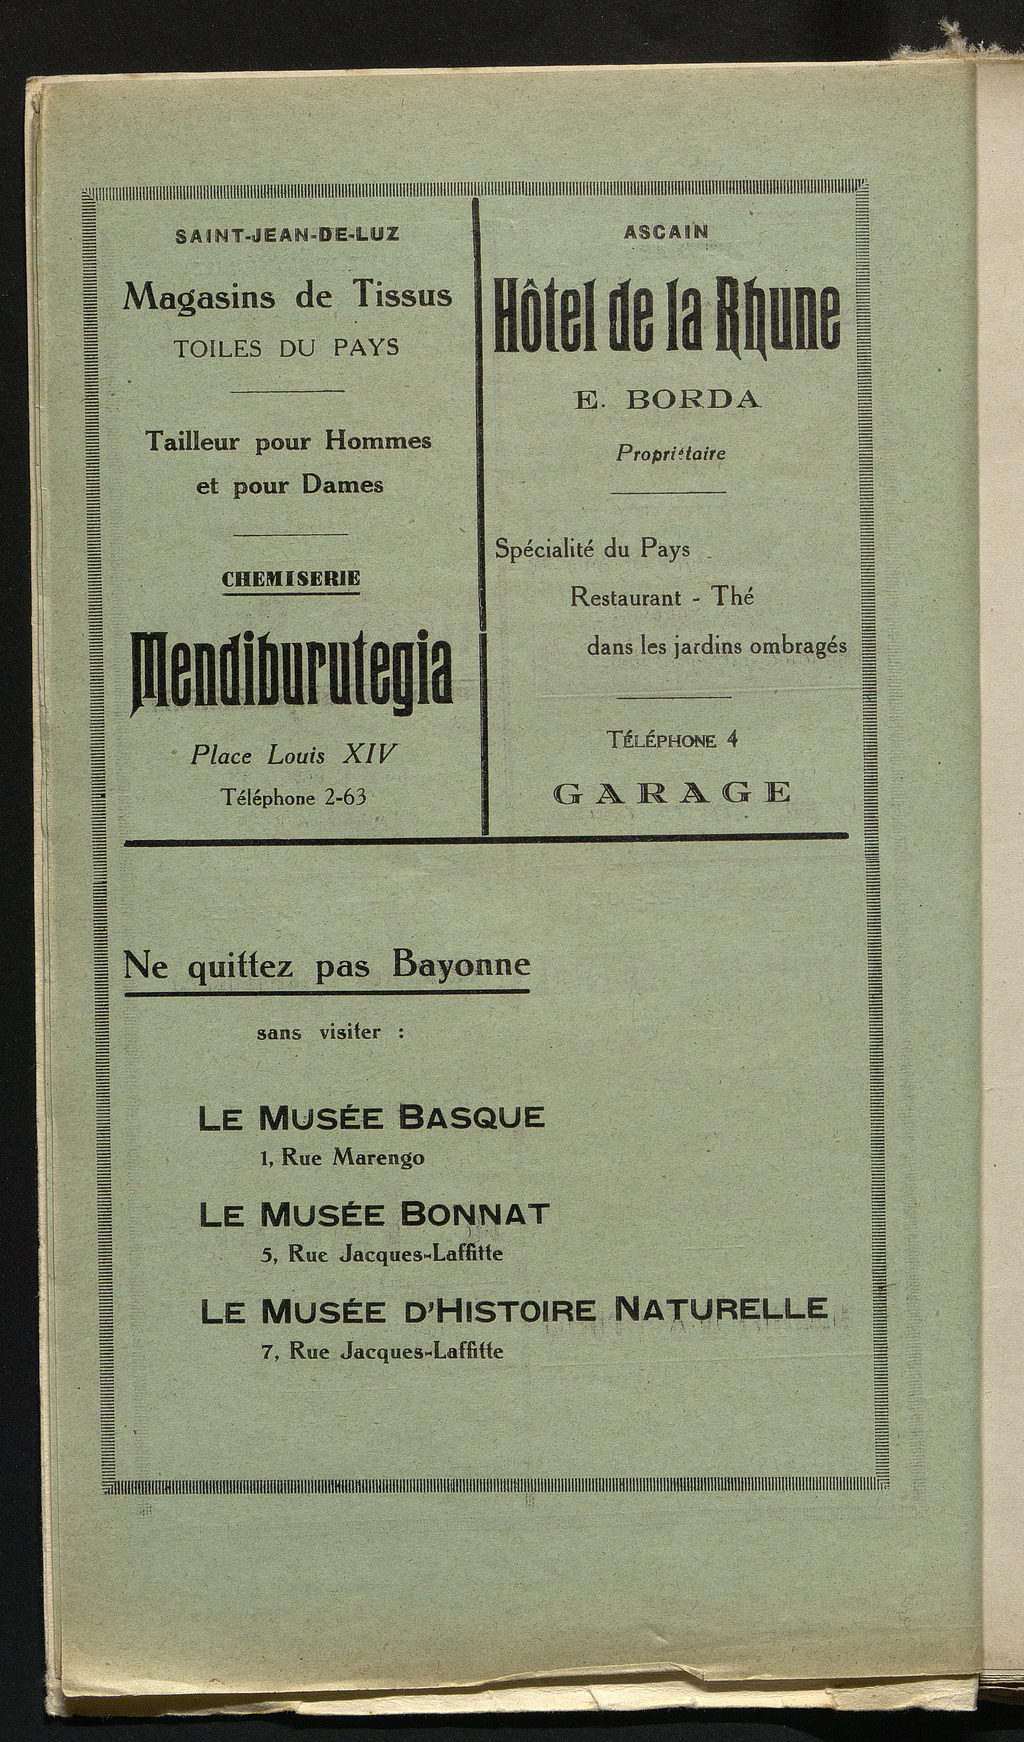 SAINT-JEAN-DE-LUZ
Magasins de Tissus
TOILES DU PAYS
Tailleur pour Hommes
et pour Dames
CHEMISERIE
Mendiburutegia
Place Louis XIV
Téléphone 2-63
ASCAIN
Hôtel de la Rhune
E. BORDA
Propriétaire
Spécialité du Pays
Restaurant - Thé
dans les jardins ombragés
TÉLÉPHONE 4
GARAGE
Ne quittez pas Bayonne
sans visiter :
LE MUSÉE BASQUE
1, Rue Marengo
LE MUSÉE BONNAT
5, Rue Jacques-Laffitte
LE MUSÉE D'HISTOIRE NATURELLE
7, Rue Jacques-Laffitte